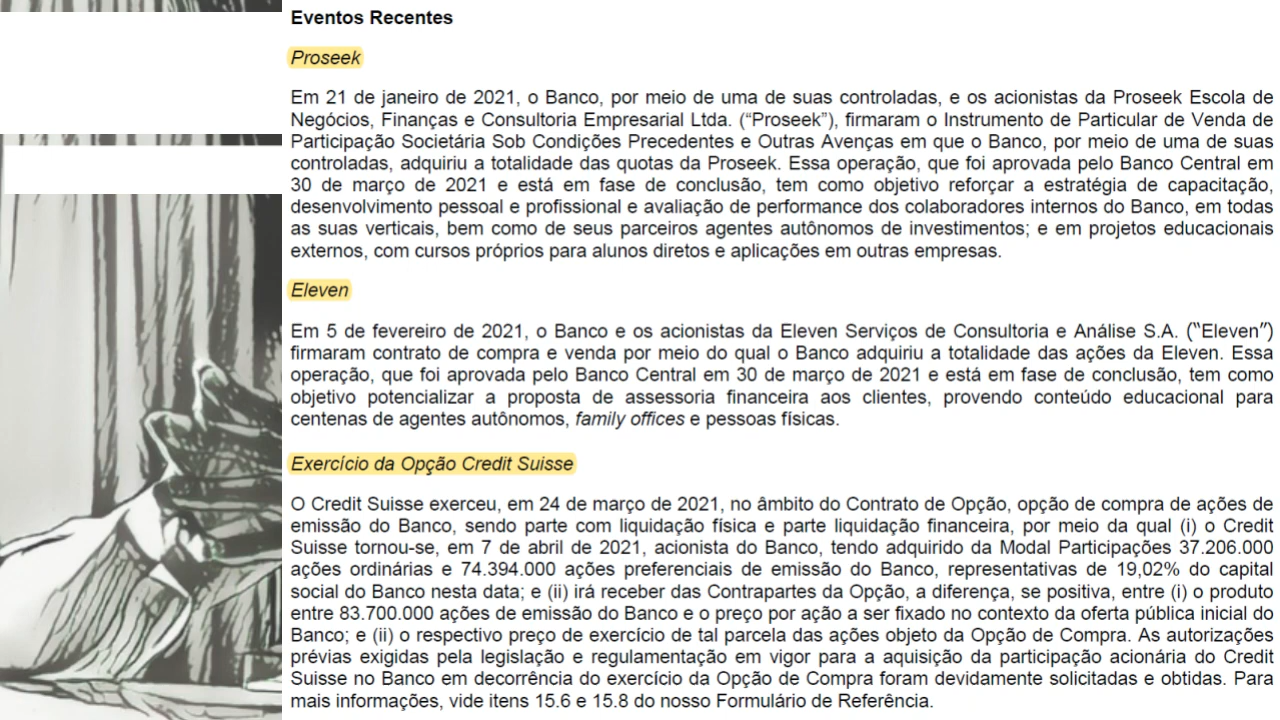 Eventos Recentes
Proseek
Em 21 de janeiro de 2021, o Banco, por meio de uma de suas controladas, e os acionistas da Proseek Escola de
Negócios, Finanças e Consultoria Empresarial Ltda. (“Proseek”), firmaram o Instrumento de Particular de Venda de
Participação Societária Sob Condições Precedentes e Outras Avenças em que o Banco, por meio de uma de suas
controladas, adquiriu a totalidade das quotas da Proseek. Essa operação, que foi aprovada pelo Banco Central em
30 de março de 2021 e está em fase de conclusão, tem como objetivo reforçar a estratégia de capacitação,
desenvolvimento pessoal e profissional e avaliação de performance dos colaboradores internos do Banco, em todas
as suas verticais, bem como de seus parceiros agentes autônomos de investimentos; e em projetos educacionais
externos, com cursos próprios para alunos diretos e aplicações em outras empresas.
Eleven
Em 5 de fevereiro de 2021, o Banco e os acionistas da Eleven Serviços de Consultoria e Análise S.A. (“Eleven”)
firmaram contrato de compra e venda por meio do qual o Banco adquiriu a totalidade das ações da Eleven. Essa
operação, que foi aprovada pelo Banco Central em 30 de março de 2021 e está em fase de conclusão, tem como
objetivo potencializar a proposta de assessoria financeira aos clientes, provendo conteúdo educacional para
centenas de agentes autônomos, family offices e pessoas físicas.
Exercício da Opção Credit Suisse
O Credit Suisse exerceu, em 24 de março de 2021, no âmbito do Contrato de Opção, opção de compra de ações de
emissão do Banco, sendo parte com liquidação física e parte liquidação financeira, por meio da qual (i) o Credit
Suisse tornou-se, em 7 de abril de 2021, acionista do Banco, tendo adquirido da Modal Participações 37.206.000
ações ordinárias e 74.394.000 ações preferenciais de emissão do Banco, representativas de 19,02% do capital
social do Banco nesta data; e (ii) irá receber das Contrapartes da Opção, a diferença, se positiva, entre (i) o produto
entre 83.700.000 ações de emissão do Banco e o preço por ação a ser fixado no contexto da oferta pública inicial do
Banco; e (ii) o respectivo preço de exercício de tal parcela das ações objeto da Opção de Compra. As autorizações
prévias exigidas pela legislação e regulamentação em vigor para a aquisição da participação acionária do Credit
Suisse no Banco em decorrência do exercício da Opção de Compra foram devidamente solicitadas e obtidas. Para
mais informações, vide itens 15.6 e 15.8 do nosso Formulário de Referência.